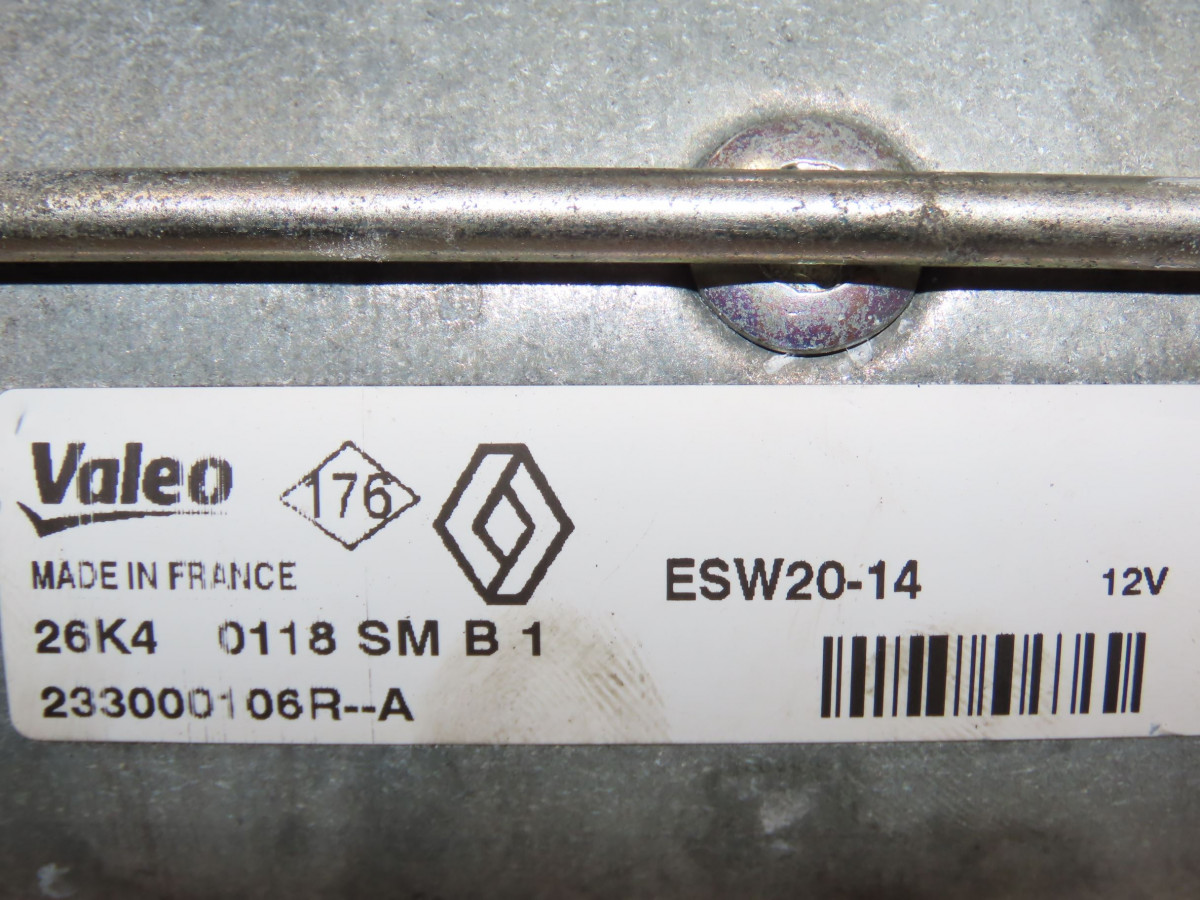 Valeo
176
MADE IN FRANCE
ESW20-14
12V
26K4 0118 SM B 1
233000106R--A